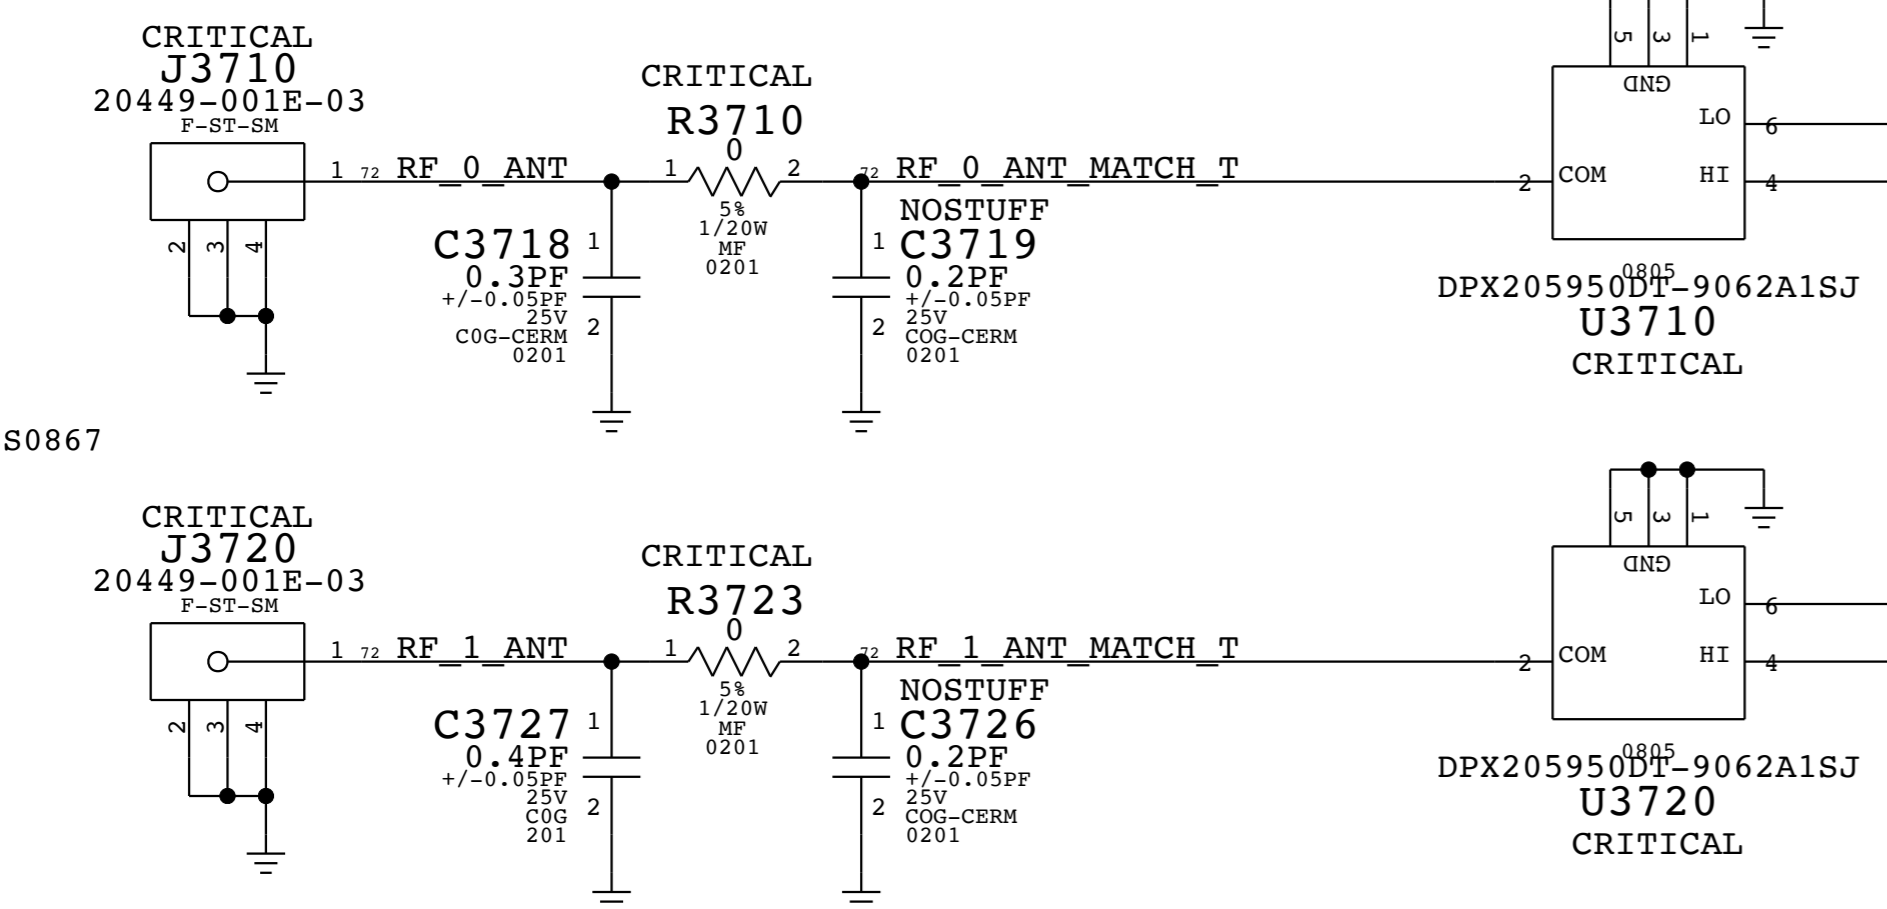 CRITICAL
J3710
20449-001E-03
F-ST-SM
1
72
RF_0_ANT
2
3
4
CRITICAL
R3710
0
1
2
5%
1/20W
MF
0201
C3718
0.3PF
+/-0.05PF
25V
C0G-CERM
0201
1
2
72
RF_0_ANT_MATCH_T
NOSTUFF
C3719
0.2PF
+/-0.05PF
25V
COG-CERM
0201
1
2
5
3
1
GND
LO
6
2
COM
HI
4
0805
DPX205950DT-9062A1SJ
U3710
CRITICAL
S0867
CRITICAL
J3720
20449-001E-03
F-ST-SM
1
72
RF_1_ANT
2
3
4
CRITICAL
R3723
0
1
2
5%
1/20W
MF
0201
C3727
0.4PF
+/-0.05PF
25V
C0G
201
1
2
72
RF_1_ANT_MATCH_T
NOSTUFF
C3726
0.2PF
+/-0.05PF
25V
COG-CERM
0201
1
2
5
3
1
GND
LO
6
2
COM
HI
4
0805
DPX205950DT-9062A1SJ
U3720
CRITICAL